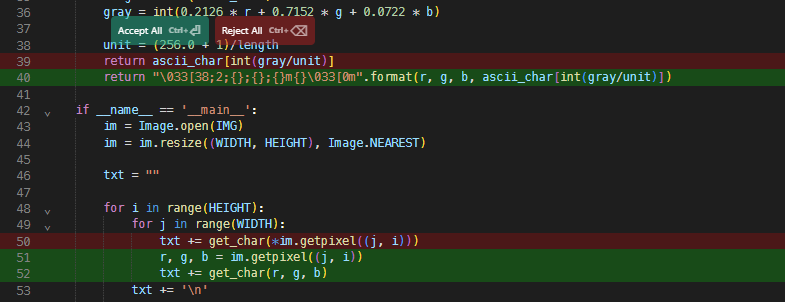 36 gray = int(0.2126 * r + 0.7152 * g + 0.0722 * b)
37
Accept All Ctrl+⏎ Reject All Ctrl+⌫
38 unit = (256.0 + 1)/length
39 return ascii_char[int(gray/unit)]
40 return "\033[38;2;{};{};{}m{}\033[0m".format(r, g, b, ascii_char[int(gray/unit)])
41
42 if __name__ == '__main__':
43 im = Image.open(IMG)
44 im = im.resize((WIDTH, HEIGHT), Image.NEAREST)
45
46 txt = ""
47
48 for i in range(HEIGHT):
49 for j in range(WIDTH):
50 txt += get_char(*im.getpixel((j, i)))
51 r, g, b = im.getpixel((j, i))
52 txt += get_char(r, g, b)
53 txt += '\n'